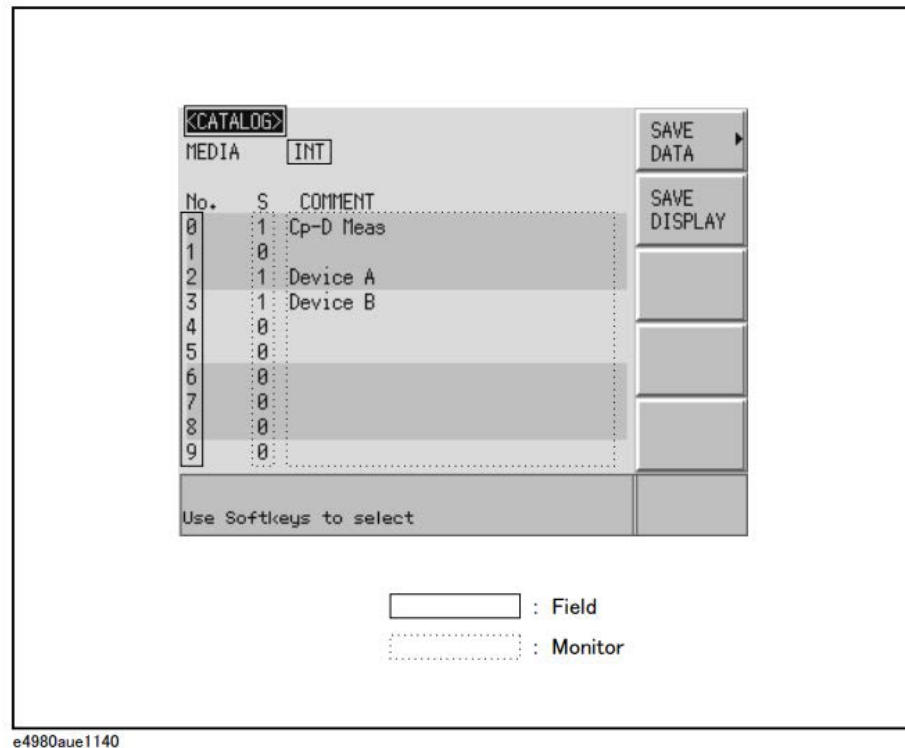 <CATALOG>
MEDIA INT
No. S COMMENT
0 1 Cp-D Meas
1 0
2 1 Device A
3 1 Device B
4 0
5 0
6 0
7 0
8 0
9 0
SAVE
DATA
SAVE
DISPLAY
Use Softkeys to select
: Field
: Monitor
e4980aue1140